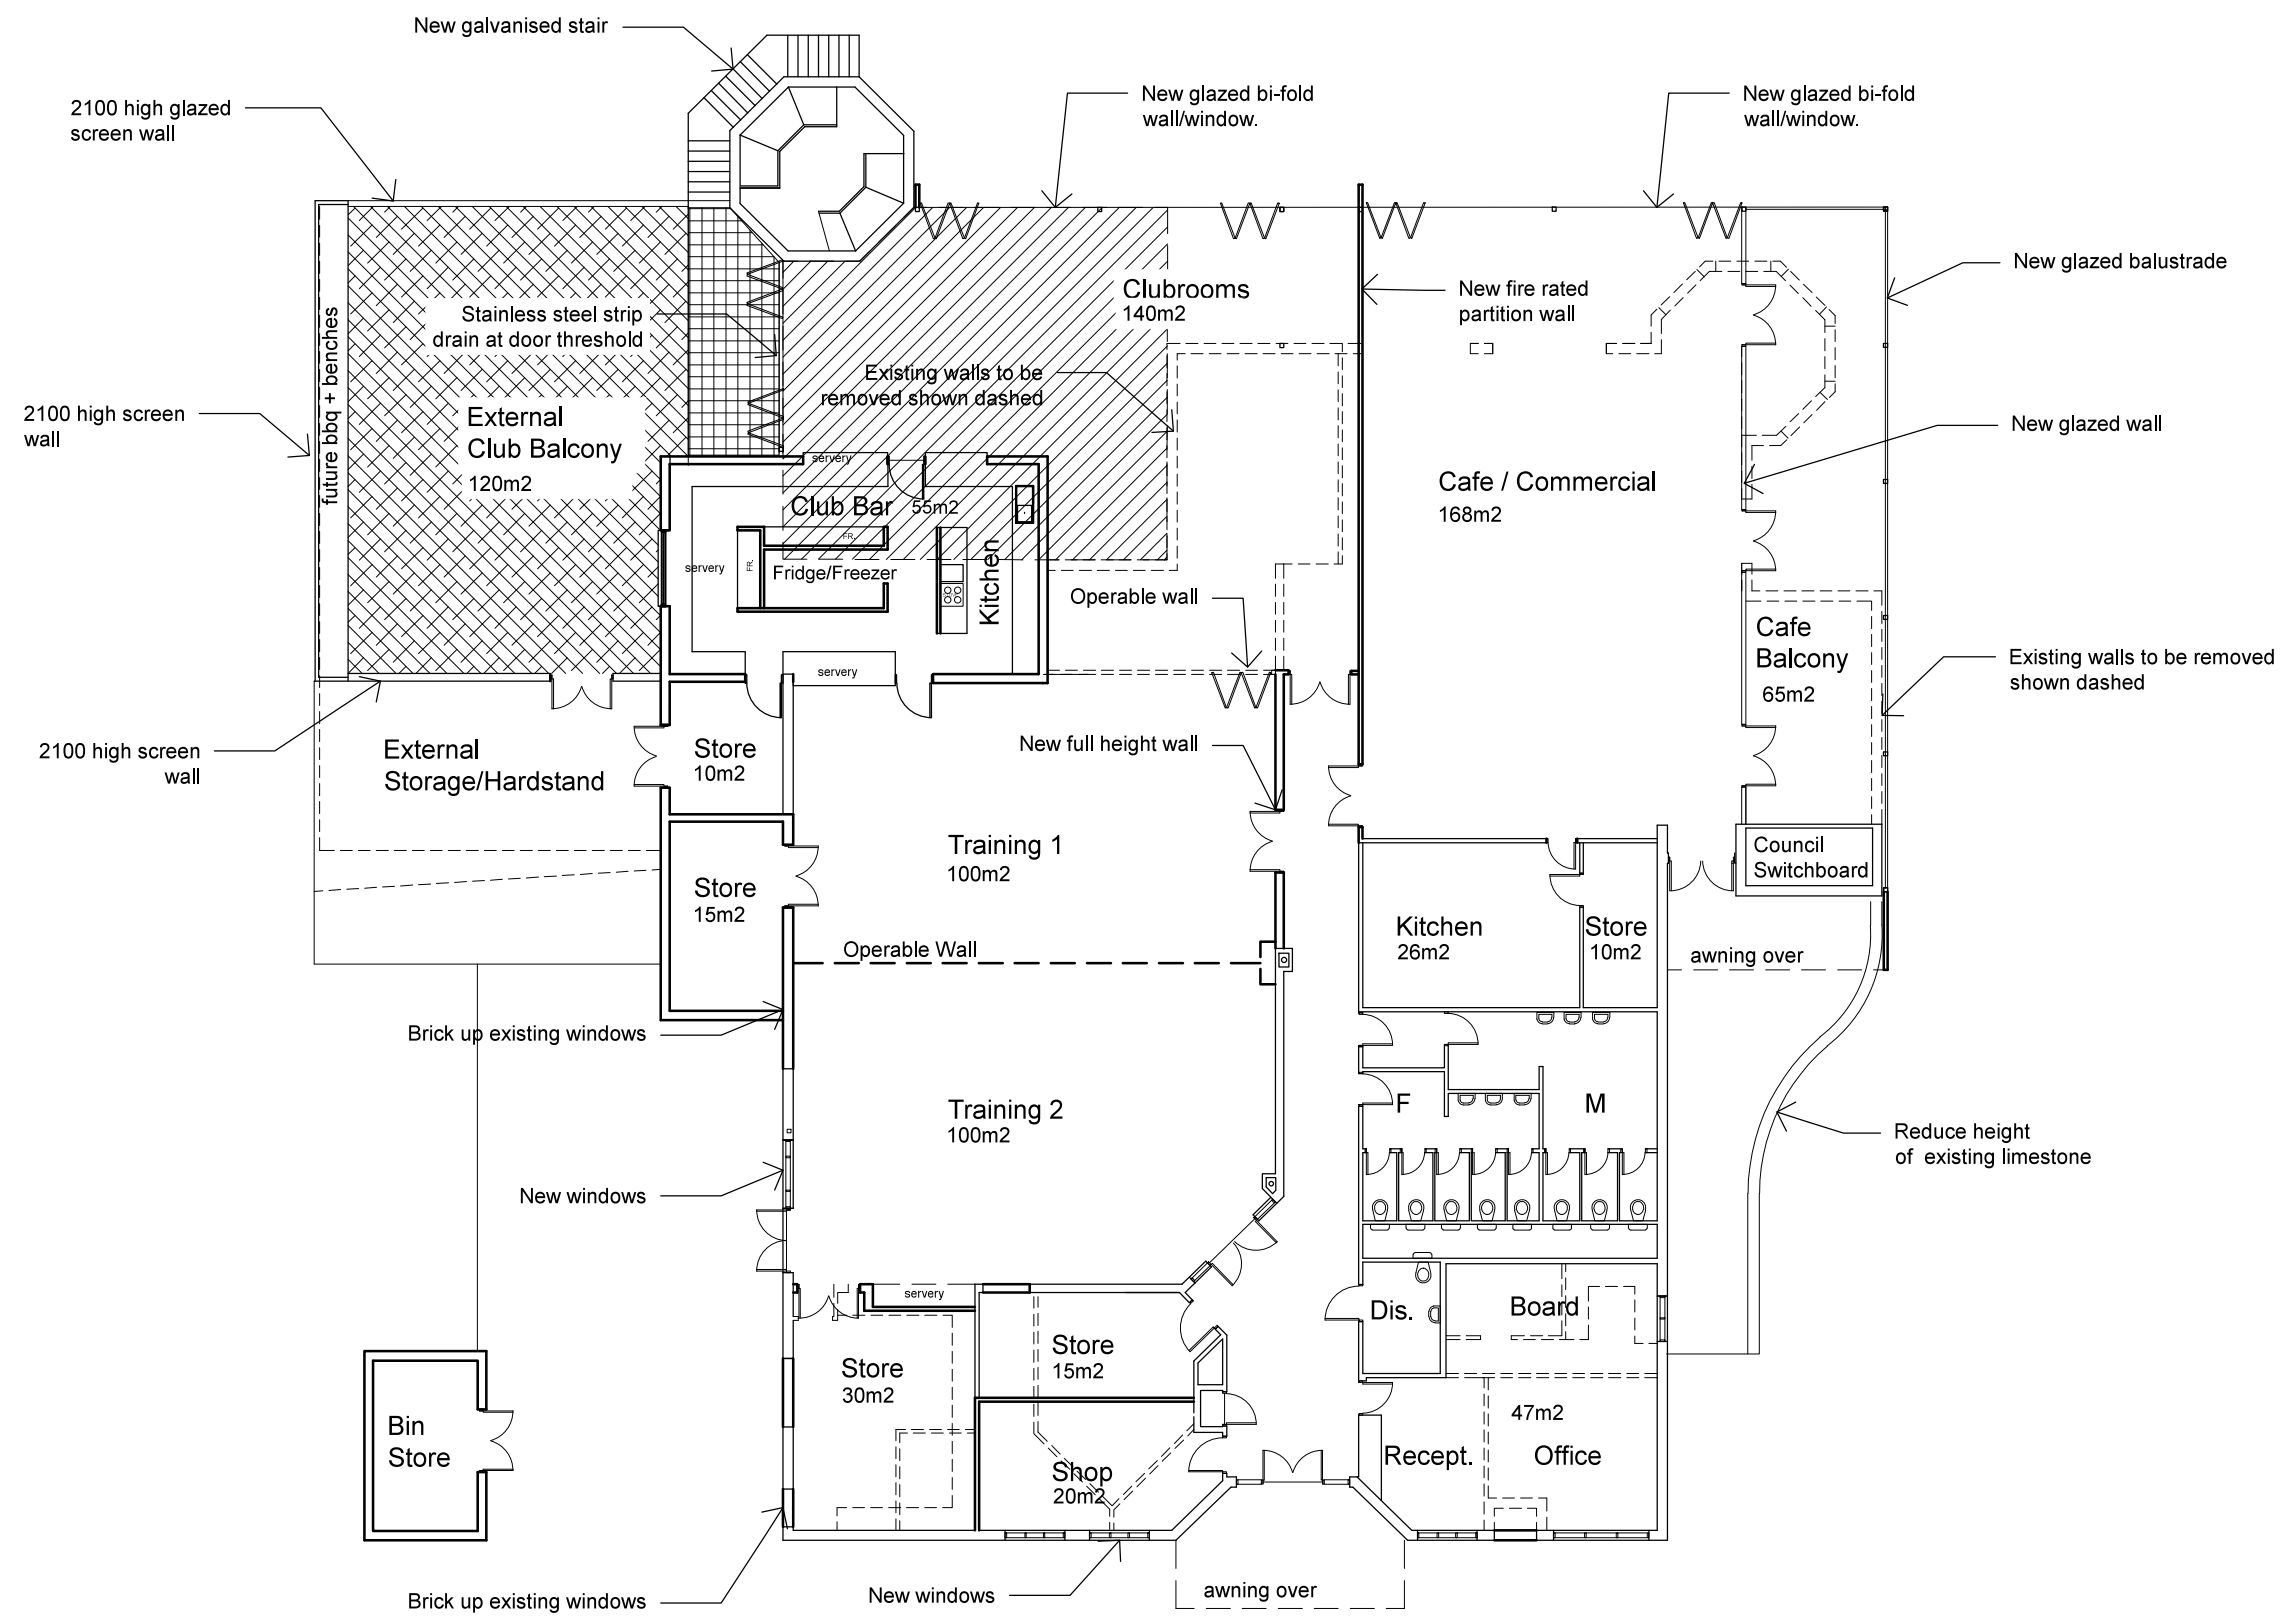 New galvanised stair
2100 high glazed
screen wall
New glazed bi-fold
wall/window.
New glazed bi-fold
wall/window.
New glazed balustrade
Clubrooms
140m2
New fire rated
partition wall
Stainless steel strip
drain at door threshold
future bbq + benches
Existing walls to be
removed shown dashed
2100 high screen
wall
External
Club Balcony
120m2
New glazed wall
servery
Club Bar 55m2
Cafe / Commercial
168m2
FR.
servery
FR.
Fridge/Freezer
Kitchen
Operable wall
Cafe
Balcony
65m2
Existing walls to be removed
shown dashed
servery
2100 high screen
wall
External
Storage/Hardstand
Store
10m2
New full height wall
Training 1
100m2
Council
Switchboard
Store
15m2
Kitchen
26m2
Store
10m2
Operable Wall
awning over
Brick up existing windows
Training 2
100m2
F
M
Reduce height
of existing limestone
New windows
servery
Dis.
Board
Store
15m2
Store
30m2
47m2
Bin
Store
Shop
20m2
Recept.
Office
Brick up existing windows
New windows
awning over